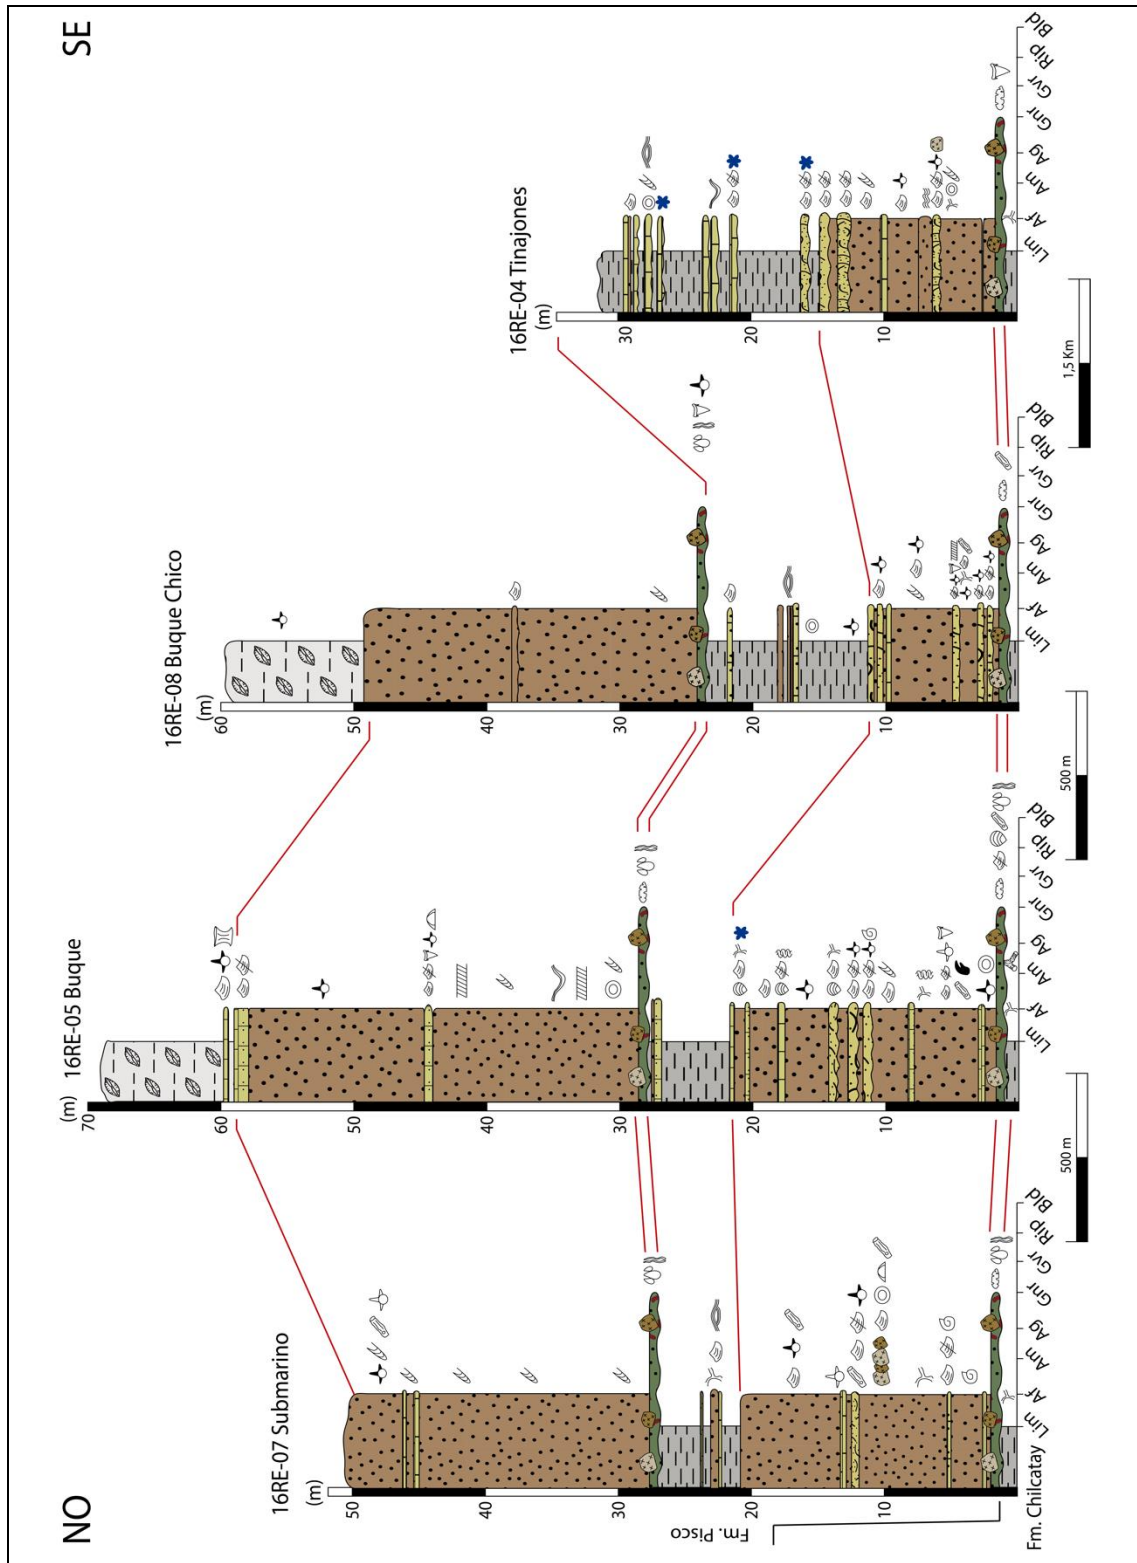 NO
SE
16RE-07 Submarino
(m)
50
40
30
20
10
Fm. Pisco
Fm. Chilcatay
Lim
Af
Am
Ag
Gnr
Gvr
Rip
Bld
500 m
16RE-05 Buque
(m)
70
60
50
40
30
20
10
Lim
Af
Am
Ag
Gnr
Gvr
Rip
Bld
500 m
16RE-08 Buque Chico
(m)
60
50
40
30
20
10
Lim
Af
Am
Ag
Gnr
Gvr
Rip
Bld
1,5 Km
16RE-04 Tinajones
(m)
30
20
10
Lim
Af
Am
Ag
Gnr
Gvr
Rip
Bld